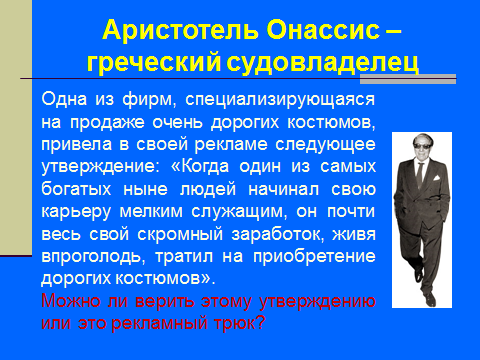 Аристотель Онассис –
греческий судовладелец
Одна из фирм, специализирующаяся
на продаже очень дорогих костюмов,
привела в своей рекламе следующее
утверждение: «Когда один из самых
богатых ныне людей начинал свою
карьеру мелким служащим, он почти
весь свой скромный заработок, живя
впроголодь, тратил на приобретение
дорогих костюмов».
Можно ли верить этому утверждению
или это рекламный трюк?